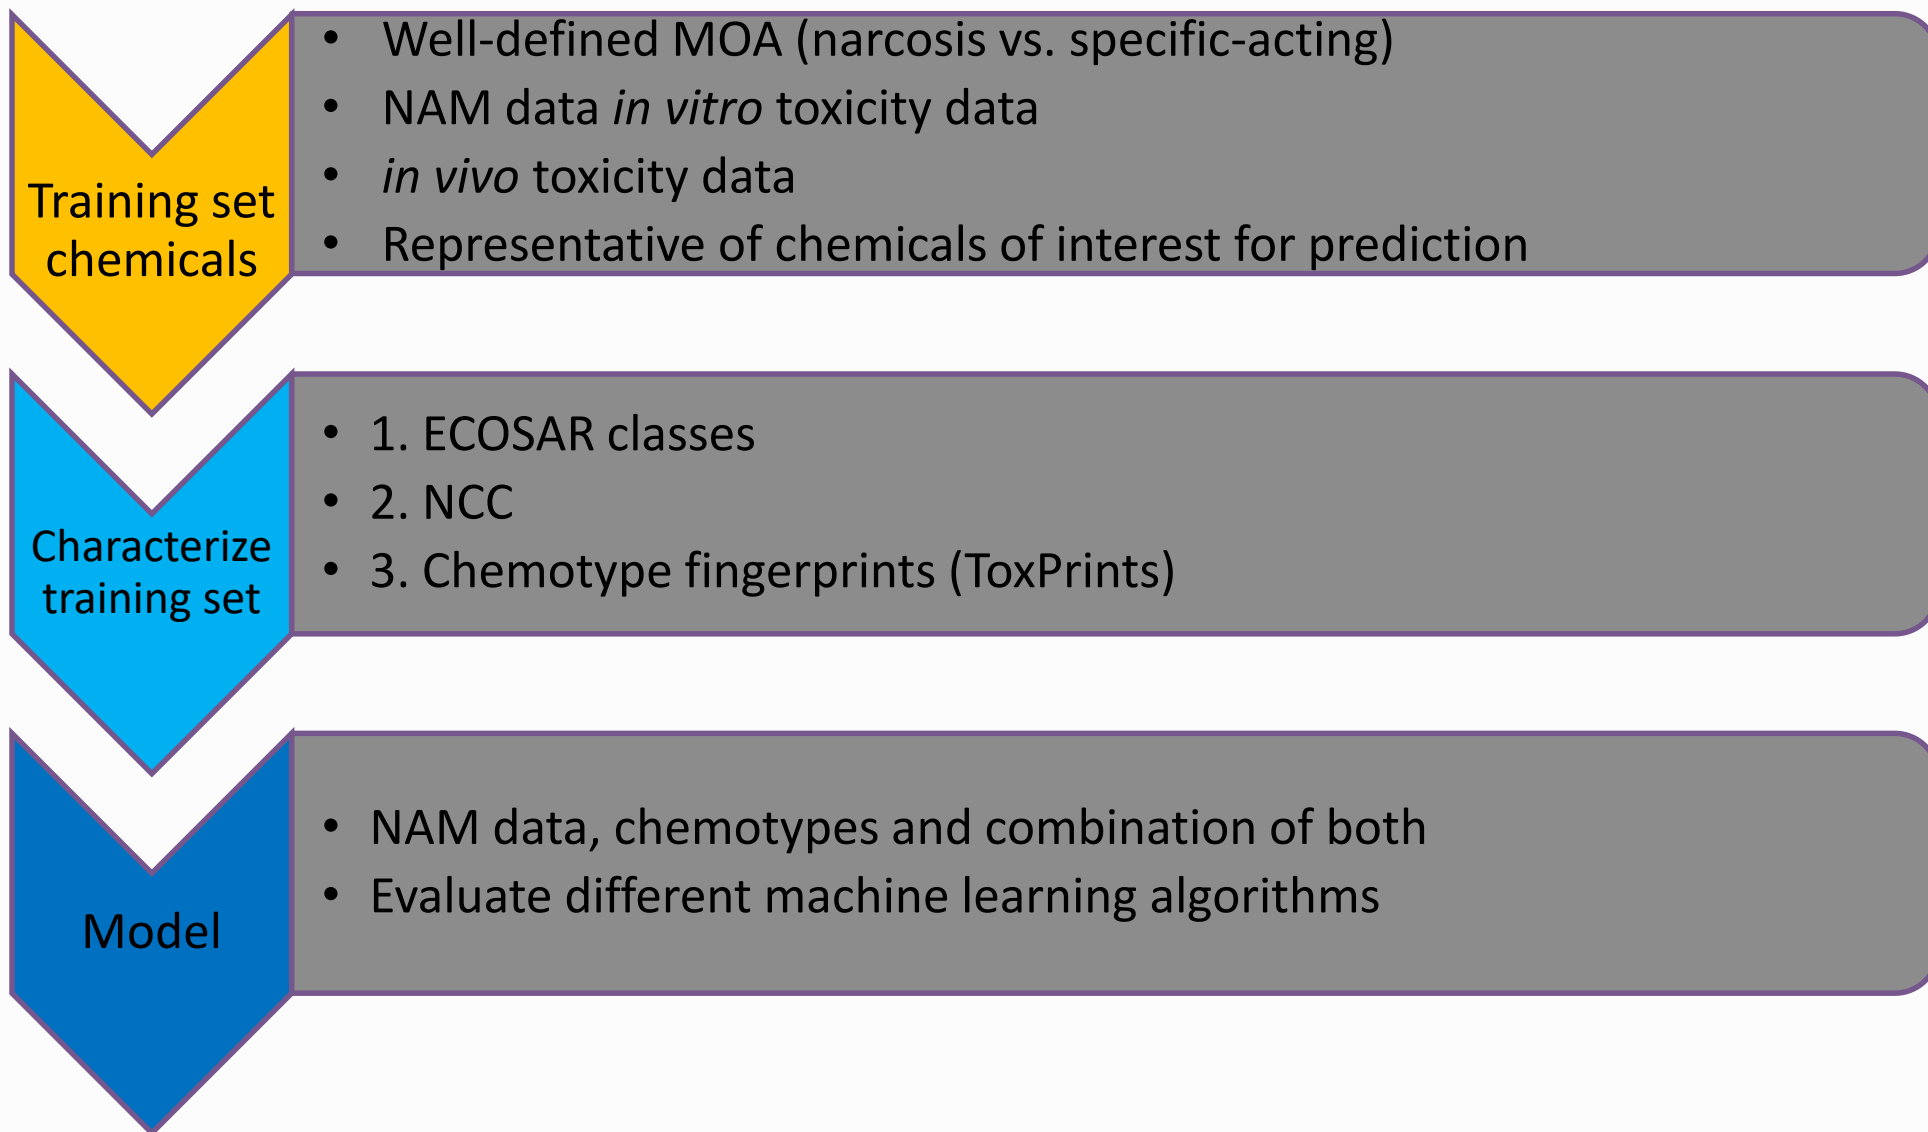 Training set
chemicals
• Well-defined MOA (narcosis vs. specific-acting)
• NAM data in vitro toxicity data
• in vivo toxicity data
• Representative of chemicals of interest for prediction
Characterize
training set
• 1. ECOSAR classes
• 2. NCC
• 3. Chemotype fingerprints (ToxPrints)
Model
• NAM data, chemotypes and combination of both
• Evaluate different machine learning algorithms